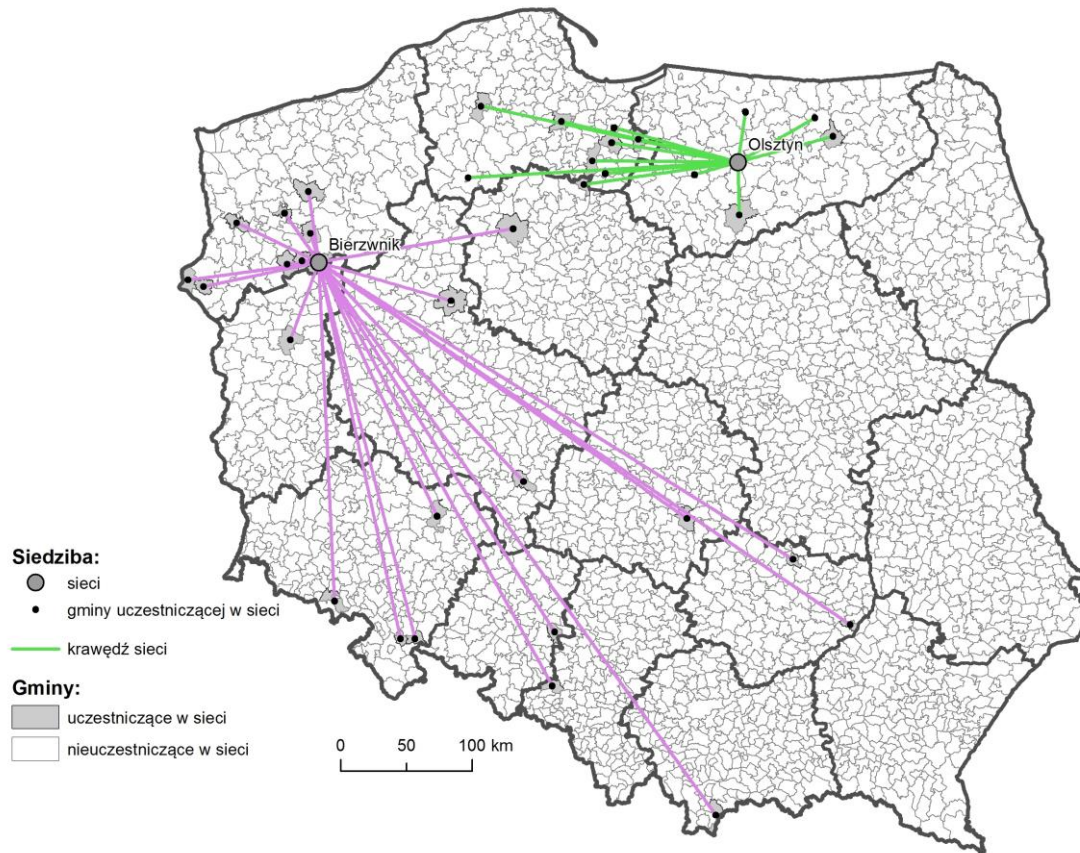 Olsztyn
Bierzwnik
Siedziba:
sieci
gminy uczestniczącej w sieci
krawędź sieci
Gminy:
uczestniczące w sieci
nieuczestniczące w sieci
0 50 100 km